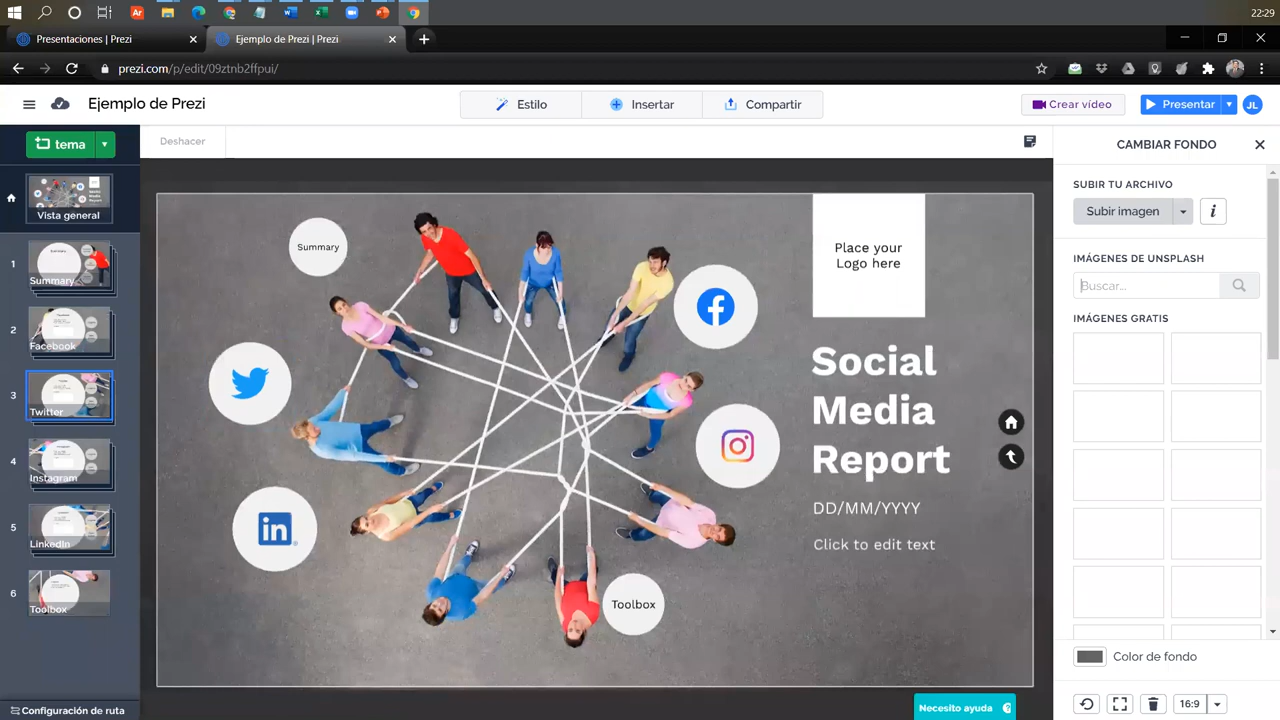 22:29
Presentaciones | Prezi
Ejemplo de Prezi | Prezi
prezi.com/p/edit/09ztnb2ffpui/
Ejemplo de Prezi
Estilo
Insertar
Compartir
Crear vídeo
Presentar
JL
tema
Deshacer
CAMBIAR FONDO
SUBIR TU ARCHIVO
Subir imagen
i
IMÁGENES DE UNSPLASH
Buscar...
IMÁGENES GRATIS
Color de fondo
16:9
Vista general
1
Summary
2
Facebook
3
Twitter
4
Instagram
5
LinkedIn
6
Toolbox
Configuración de ruta
Summary
Place your
Logo here
Social
Media
Report
DD/MM/YYYY
Click to edit text
in
Toolbox
Necesito ayuda